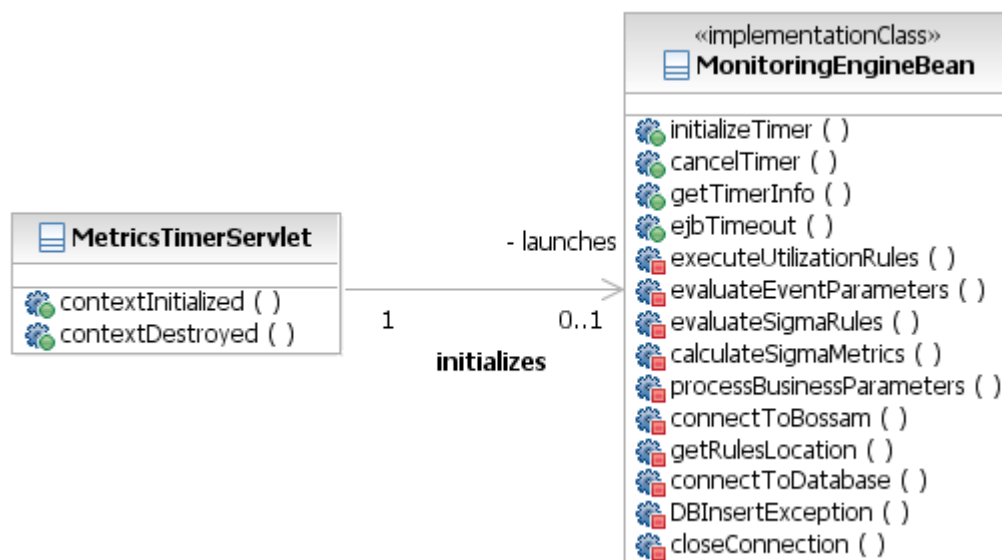 «implementationClass»
MonitoringEngineBean
initializeTimer ( )
cancelTimer ( )
getTimerInfo ( )
ejbTimeout ( )
executeUtilizationRules ( )
evaluateEventParameters ( )
evaluateSigmaRules ( )
calculateSigmaMetrics ( )
processBusinessParameters ( )
connectToBossam ( )
getRulesLocation ( )
connectToDatabase ( )
DBInsertException ( )
closeConnection ( )
MetricsTimerServlet
contextInitialized ( )
contextDestroyed ( )
- launches
1
0..1
initializes